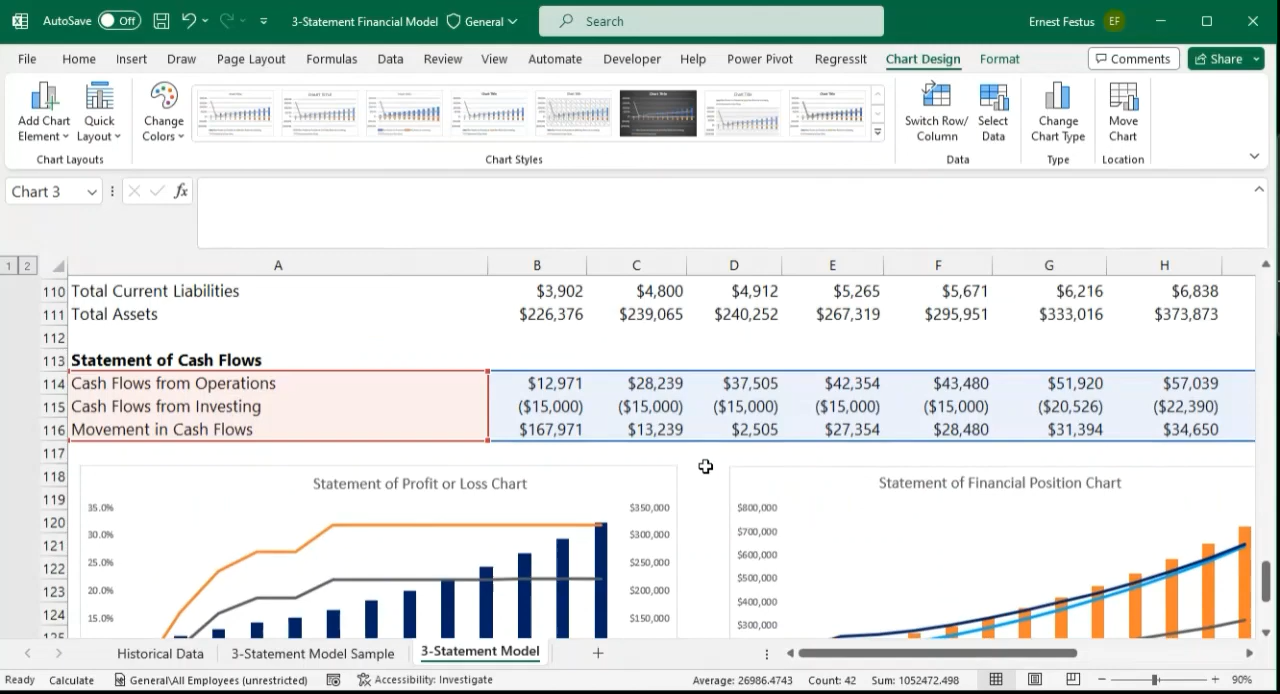 AutoSave Off 3-Statement Financial Model General Search Ernest Festus EF
File Home Insert Draw Page Layout Formulas Data Review View Automate Developer Help Power Pivot RegressIt Chart Design Format Comments Share
Add Chart Element Quick Layout Change Colors Switch Row/ Column Select Data Change Chart Type Move Chart
Chart Layouts Chart Styles Data Type Location
Chart 3 fx
1 2 A B C D E F G H
110 Total Current Liabilities $3,902 $4,800 $4,912 $5,265 $5,671 $6,216 $6,838
111 Total Assets $226,376 $239,065 $240,252 $267,319 $295,951 $333,016 $373,873
112
113 Statement of Cash Flows
114 Cash Flows from Operations $12,971 $28,239 $37,505 $42,354 $43,480 $51,920 $57,039
115 Cash Flows from Investing ($15,000) ($15,000) ($15,000) ($15,000) ($15,000) ($20,526) ($22,390)
116 Movement in Cash Flows $167,971 $13,239 $2,505 $27,354 $28,480 $31,394 $34,650
117
118 Statement of Profit or Loss Chart Statement of Financial Position Chart
119 35.0% $350,000 $800,000
120 30.0% $300,000 $700,000
121 $600,000
122 25.0% $250,000 $500,000
123 20.0% $200,000 $400,000
124 15.0% $150,000 $300,000
125
Historical Data 3-Statement Model Sample 3-Statement Model
Ready Calculate General\All Employees (unrestricted) Accessibility: Investigate Average: 26986.4743 Count: 42 Sum: 1052472.498 90%